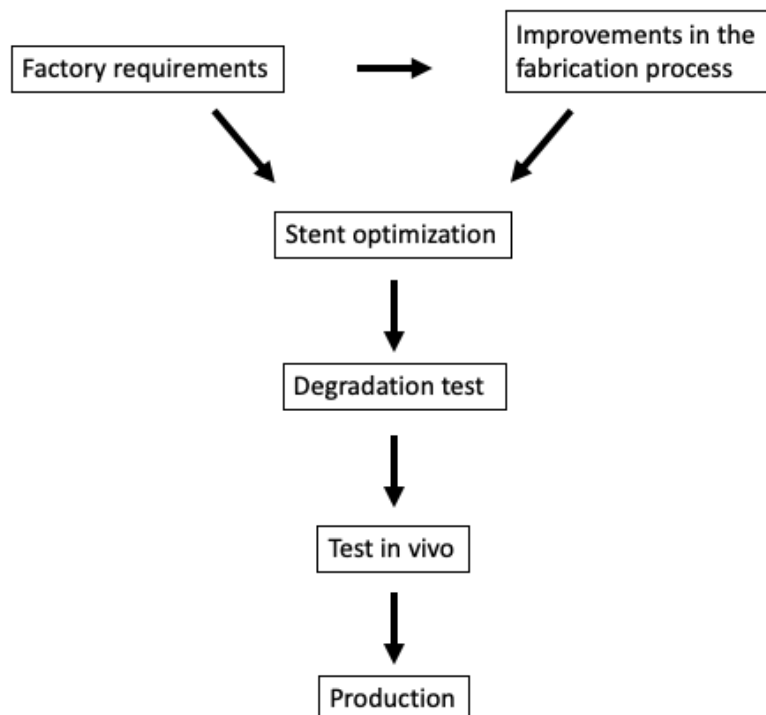 Factory requirements
Improvements in the
fabrication process
Stent optimization
Degradation test
Test in vivo
Production